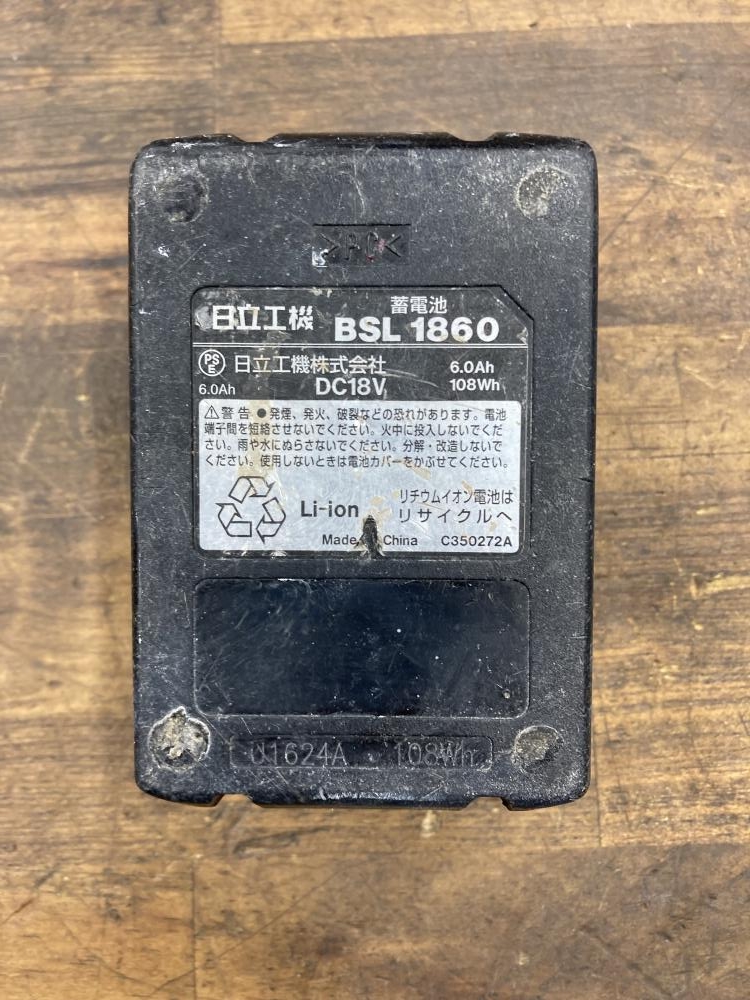 >PC<
日立工機 蓄電池 BSL 1860
PSE 日立工機株式会社 6.0Ah
6.0Ah DC18V 108Wh
⚠警告 ●発煙、発火、破裂などの恐れがあります。電池
端子間を短絡させないでください。火中に投入しないでくだ
さい。雨や水にぬらさないでください。分解・改造しないで
ください。使用しないときは電池カバーをかぶせてください。
Li-ion リチウムイオン電池は
リサイクルへ
Made China C350272A
U1624A 108Wh